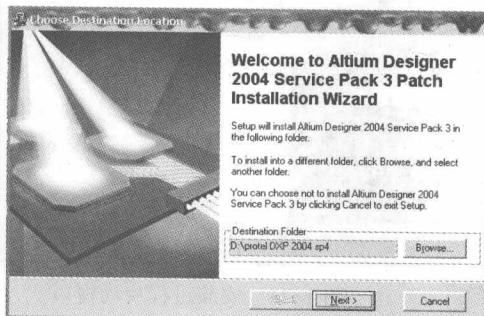 Choose Destination Location
Welcome to Altium Designer
2004 Service Pack 3 Patch
Installation Wizard
Setup will install Altium Designer 2004 Service Pack 3 in
the following folder.
To install into a different folder, click Browse, and select
another folder.
You can choose not to install Altium Designer 2004
Service Pack 3 by clicking Cancel to exit Setup.
Destination Folder
D:\protel DXP 2004 sp4
Browse...
Next >
Cancel